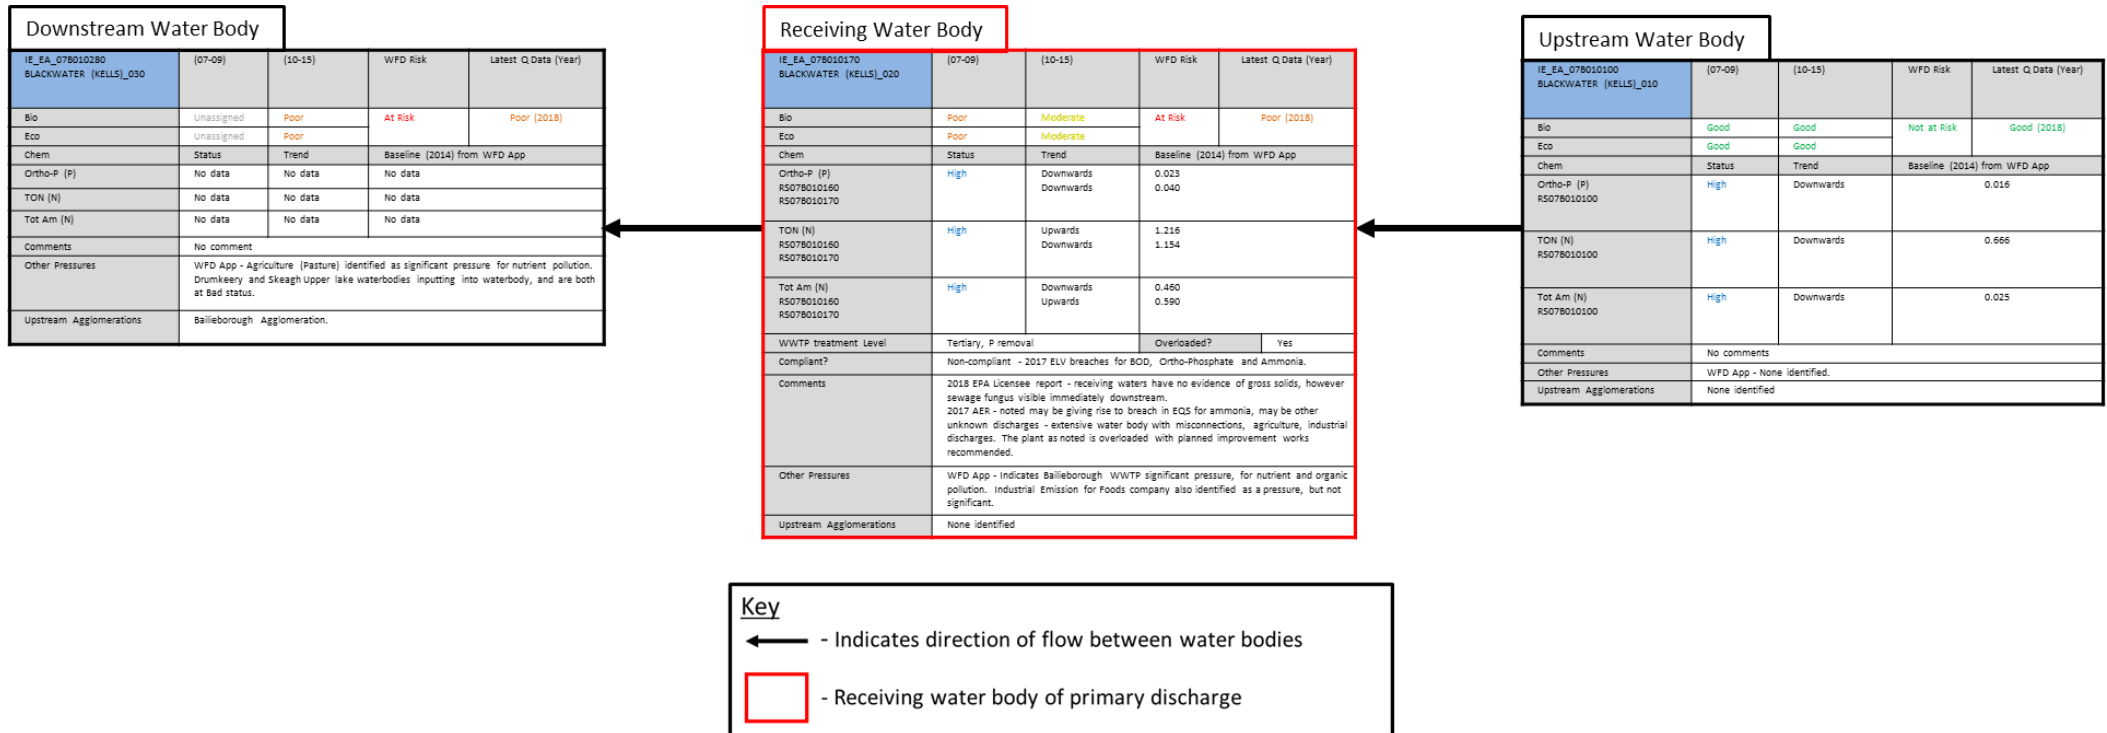 Downstream Water Body
IE_EA_07B010280 (07-09) (10-15) WFD Risk Latest Q Data (Year)
BLACKWATER (KELLS)_030
Bio Unassigned Poor At Risk Poor (2018)
Eco Unassigned Poor
Chem Status Trend Baseline (2014) from WFD App
Ortho-P (P) No data No data No data
TON (N) No data No data No data
Tot Am (N) No data No data No data
Comments No comment
Other Pressures WFD App - Agriculture (Pasture) identified as significant pressure for nutrient pollution.
Drumkeery and Skeagh Upper lake waterbodies inputting into waterbody, and are both
at Bad status.
Upstream Agglomerations Bailieborough Agglomeration.
Receiving Water Body
IE_EA_07B010170 (07-09) (10-15) WFD Risk Latest Q Data (Year)
BLACKWATER (KELLS)_020
Bio Poor Moderate At Risk Poor (2018)
Eco Poor Moderate
Chem Status Trend Baseline (2014) from WFD App
Ortho-P (P) High Downwards 0.023
RS07B010160 Downwards 0.040
RS07B010170
TON (N) High Upwards 1.216
RS07B010160 Downwards 1.154
RS07B010170
Tot Am (N) High Downwards 0.460
RS07B010160 Upwards 0.590
RS07B010170
WWTP treatment Level Tertiary, P removal Overloaded? Yes
Compliant? Non-compliant - 2017 ELV breaches for BOD, Ortho-Phosphate and Ammonia.
Comments 2018 EPA Licensee report - receiving waters have no evidence of gross solids, however
sewage fungus visible immediately downstream.
2017 AER - noted may be giving rise to breach in EQS for ammonia, may be other
unknown discharges - extensive water body with misconnections, agriculture, industrial
discharges. The plant as noted is overloaded with planned improvement works
recommended.
Other Pressures WFD App - Indicates Bailieborough WWTP significant pressure, for nutrient and organic
pollution. Industrial Emission for Foods company also identified as a pressure, but not
significant.
Upstream Agglomerations None identified
Upstream Water Body
IE_EA_07B010100 (07-09) (10-15) WFD Risk Latest Q Data (Year)
BLACKWATER (KELLS)_010
Bio Good Good Not at Risk Good (2018)
Eco Good Good
Chem Status Trend Baseline (2014) from WFD App
Ortho-P (P) High Downwards 0.016
RS07B010100
TON (N) High Downwards 0.666
RS07B010100
Tot Am (N) High Downwards 0.025
RS07B010100
Comments No comments
Other Pressures WFD App - None identified.
Upstream Agglomerations None identified
Key
- Indicates direction of flow between water bodies
- Receiving water body of primary discharge